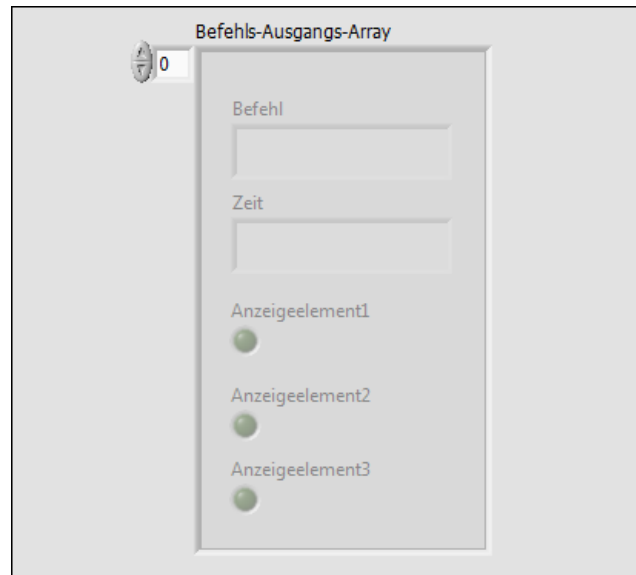 Befehls-Ausgangs-Array
0
Befehl
Zeit
Anzeigeelement1
Anzeigeelement2
Anzeigeelement3